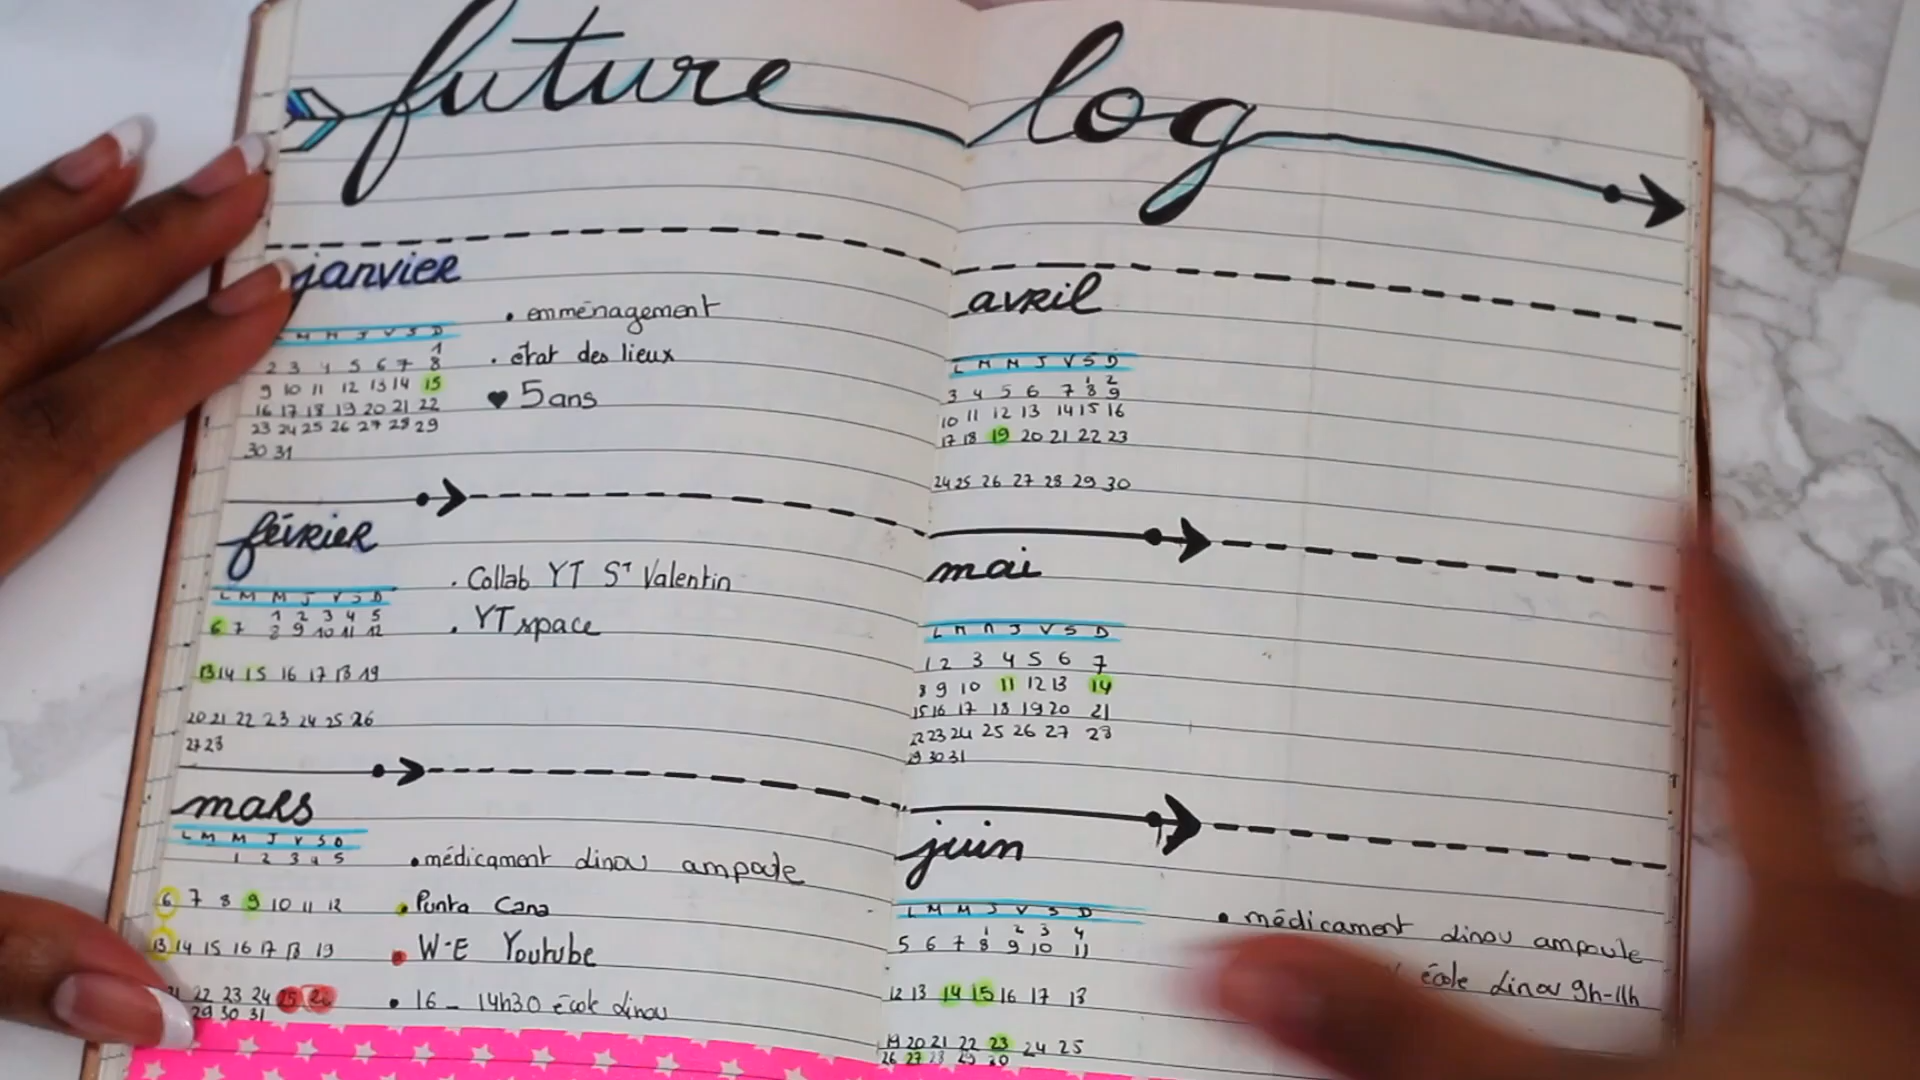 future log
janvier
L M M J V S D
1
2 3 4 5 6 7 8
9 10 11 12 13 14 15
16 17 18 19 20 21 22
23 24 25 26 27 28 29
30 31
• emménagement
• état des lieux
♥ 5 ans
février
L M M J V S D
1 2 3 4 5
6 7 8 9 10 11 12
13 14 15 16 17 18 19
20 21 22 23 24 25 26
27 28
• Collab YT St Valentin
• YT space
mars
L M M J V S D
1 2 3 4 5
6 7 8 9 10 11 12
13 14 15 16 17 18 19
21 22 23 24 25 26
29 30 31
• médicament dinou ampoule
• Punta Cana
• W-E Youtube
• 16 - 14h30 école dinou
avril
L M M J V S D
1 2
3 4 5 6 7 8 9
10 11 12 13 14 15 16
17 18 19 20 21 22 23
24 25 26 27 28 29 30
mai
L M M J V S D
1 2 3 4 5 6 7
8 9 10 11 12 13 14
15 16 17 18 19 20 21
22 23 24 25 26 27 28
29 30 31
juin
L M M J V S D
1 2 3 4
5 6 7 8 9 10 11
12 13 14 15 16 17 18
19 20 21 22 23 24 25
26 27 28 29 30
• médicament dinou ampoule
école dinou 9h-11h